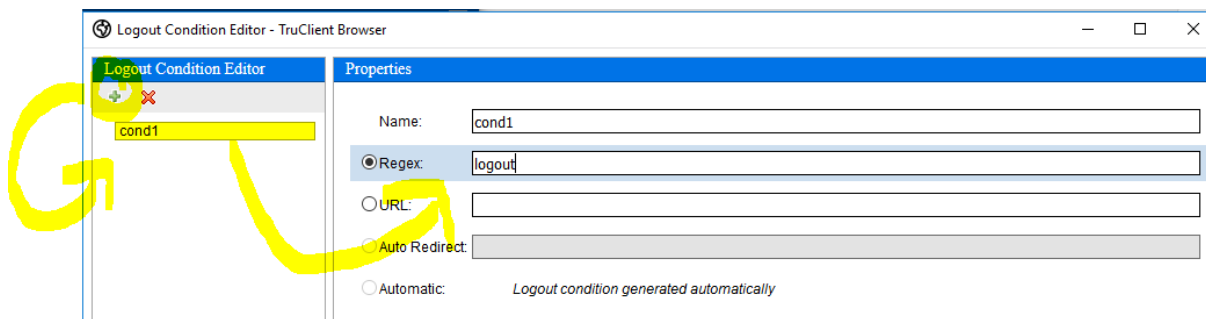 Logout Condition Editor - TruClient Browser
Logout Condition Editor
Properties
cond1
Name: cond1
Regex: logout
URL:
Auto Redirect:
Automatic: Logout condition generated automatically